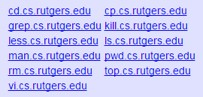 cd.cs.rutgers.edu cp.cs.rutgers.edu
grep.cs.rutgers.edu kill.cs.rutgers.edu
less.cs.rutgers.edu ls.cs.rutgers.edu
man.cs.rutgers.edu pwd.cs.rutgers.edu
rm.cs.rutgers.edu top.cs.rutgers.edu
vi.cs.rutgers.edu